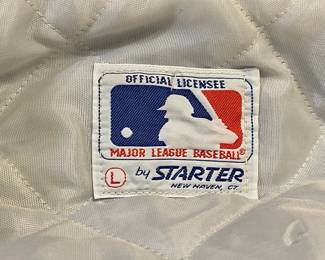 OFFICIAL LICENSEE
MAJOR LEAGUE BASEBALL®
L by STARTER
NEW HAVEN, CT.